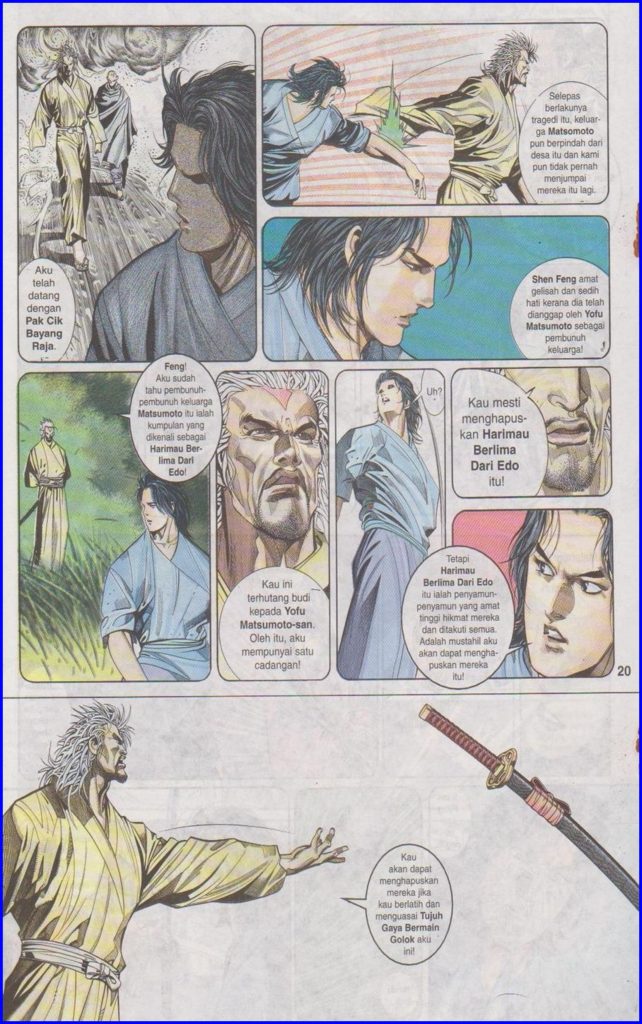 Aku
telah
datang
dengan
Pak Cik
Bayang
Raja.
Selepas
berlakunya
tragedi itu, keluar-
ga Matsomoto
pun berpindah dari
desa itu dan kami
pun tidak pernah
menjumpai
mereka itu lagi.
Shen Feng amat
gelisah dan sedih
hati kerana dia telah
dianggap oleh Yofu
Matsumoto sebagai
pembunuh
keluarga!
Feng!
Aku sudah
tahu pembunuh-
pembunuh keluarga
Matsumoto itu ialah
kumpulan yang
dikenali sebagai
Harimau Ber-
lima Dari
Edo!
Kau ini
terhutang budi
kepada Yofu
Matsumoto-san.
Oleh itu, aku
mempunyai satu
cadangan!
Uh?
Kau mesti
menghapus-
kan Harimau
Berlima
Dari Edo
itu!
Tetapi
Harimau
Berlima Dari Edo
itu ialah penyamun-
penyamun yang amat
tinggi hikmat mereka
dan ditakuti semua.
Adalah mustahil aku
akan dapat mengha-
puskan mereka
itu!
20
Kau
akan dapat
menghapuskan
mereka jika
kau berlatih dan
menguasai Tujuh
Gaya Bermain
Golok aku
ini!